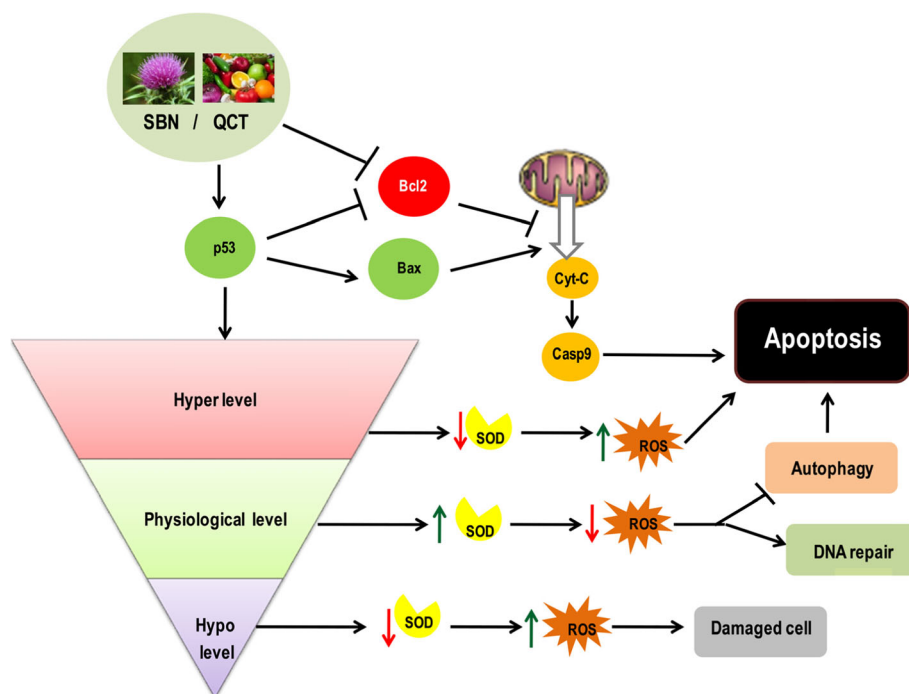 SBN / QCT
Bcl2
p53
Bax
Cyt-C
Casp9
Apoptosis
Hyper level
SOD
ROS
Autophagy
Physiological level
SOD
ROS
DNA repair
Hypo
level
SOD
ROS
Damaged cell